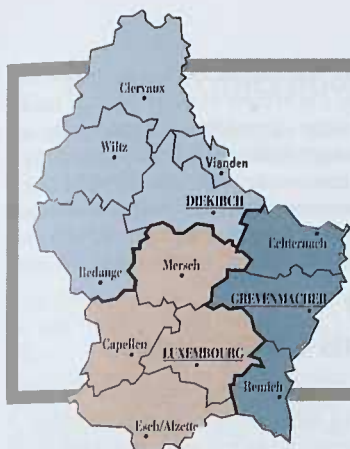 Clervaux
Wiltz
Vianden
DIEKIRCH
Echternach
Redange
Mersch
GREVENMACHER
Capellen
LUXEMBOURG
Remich
Esch/Alzette